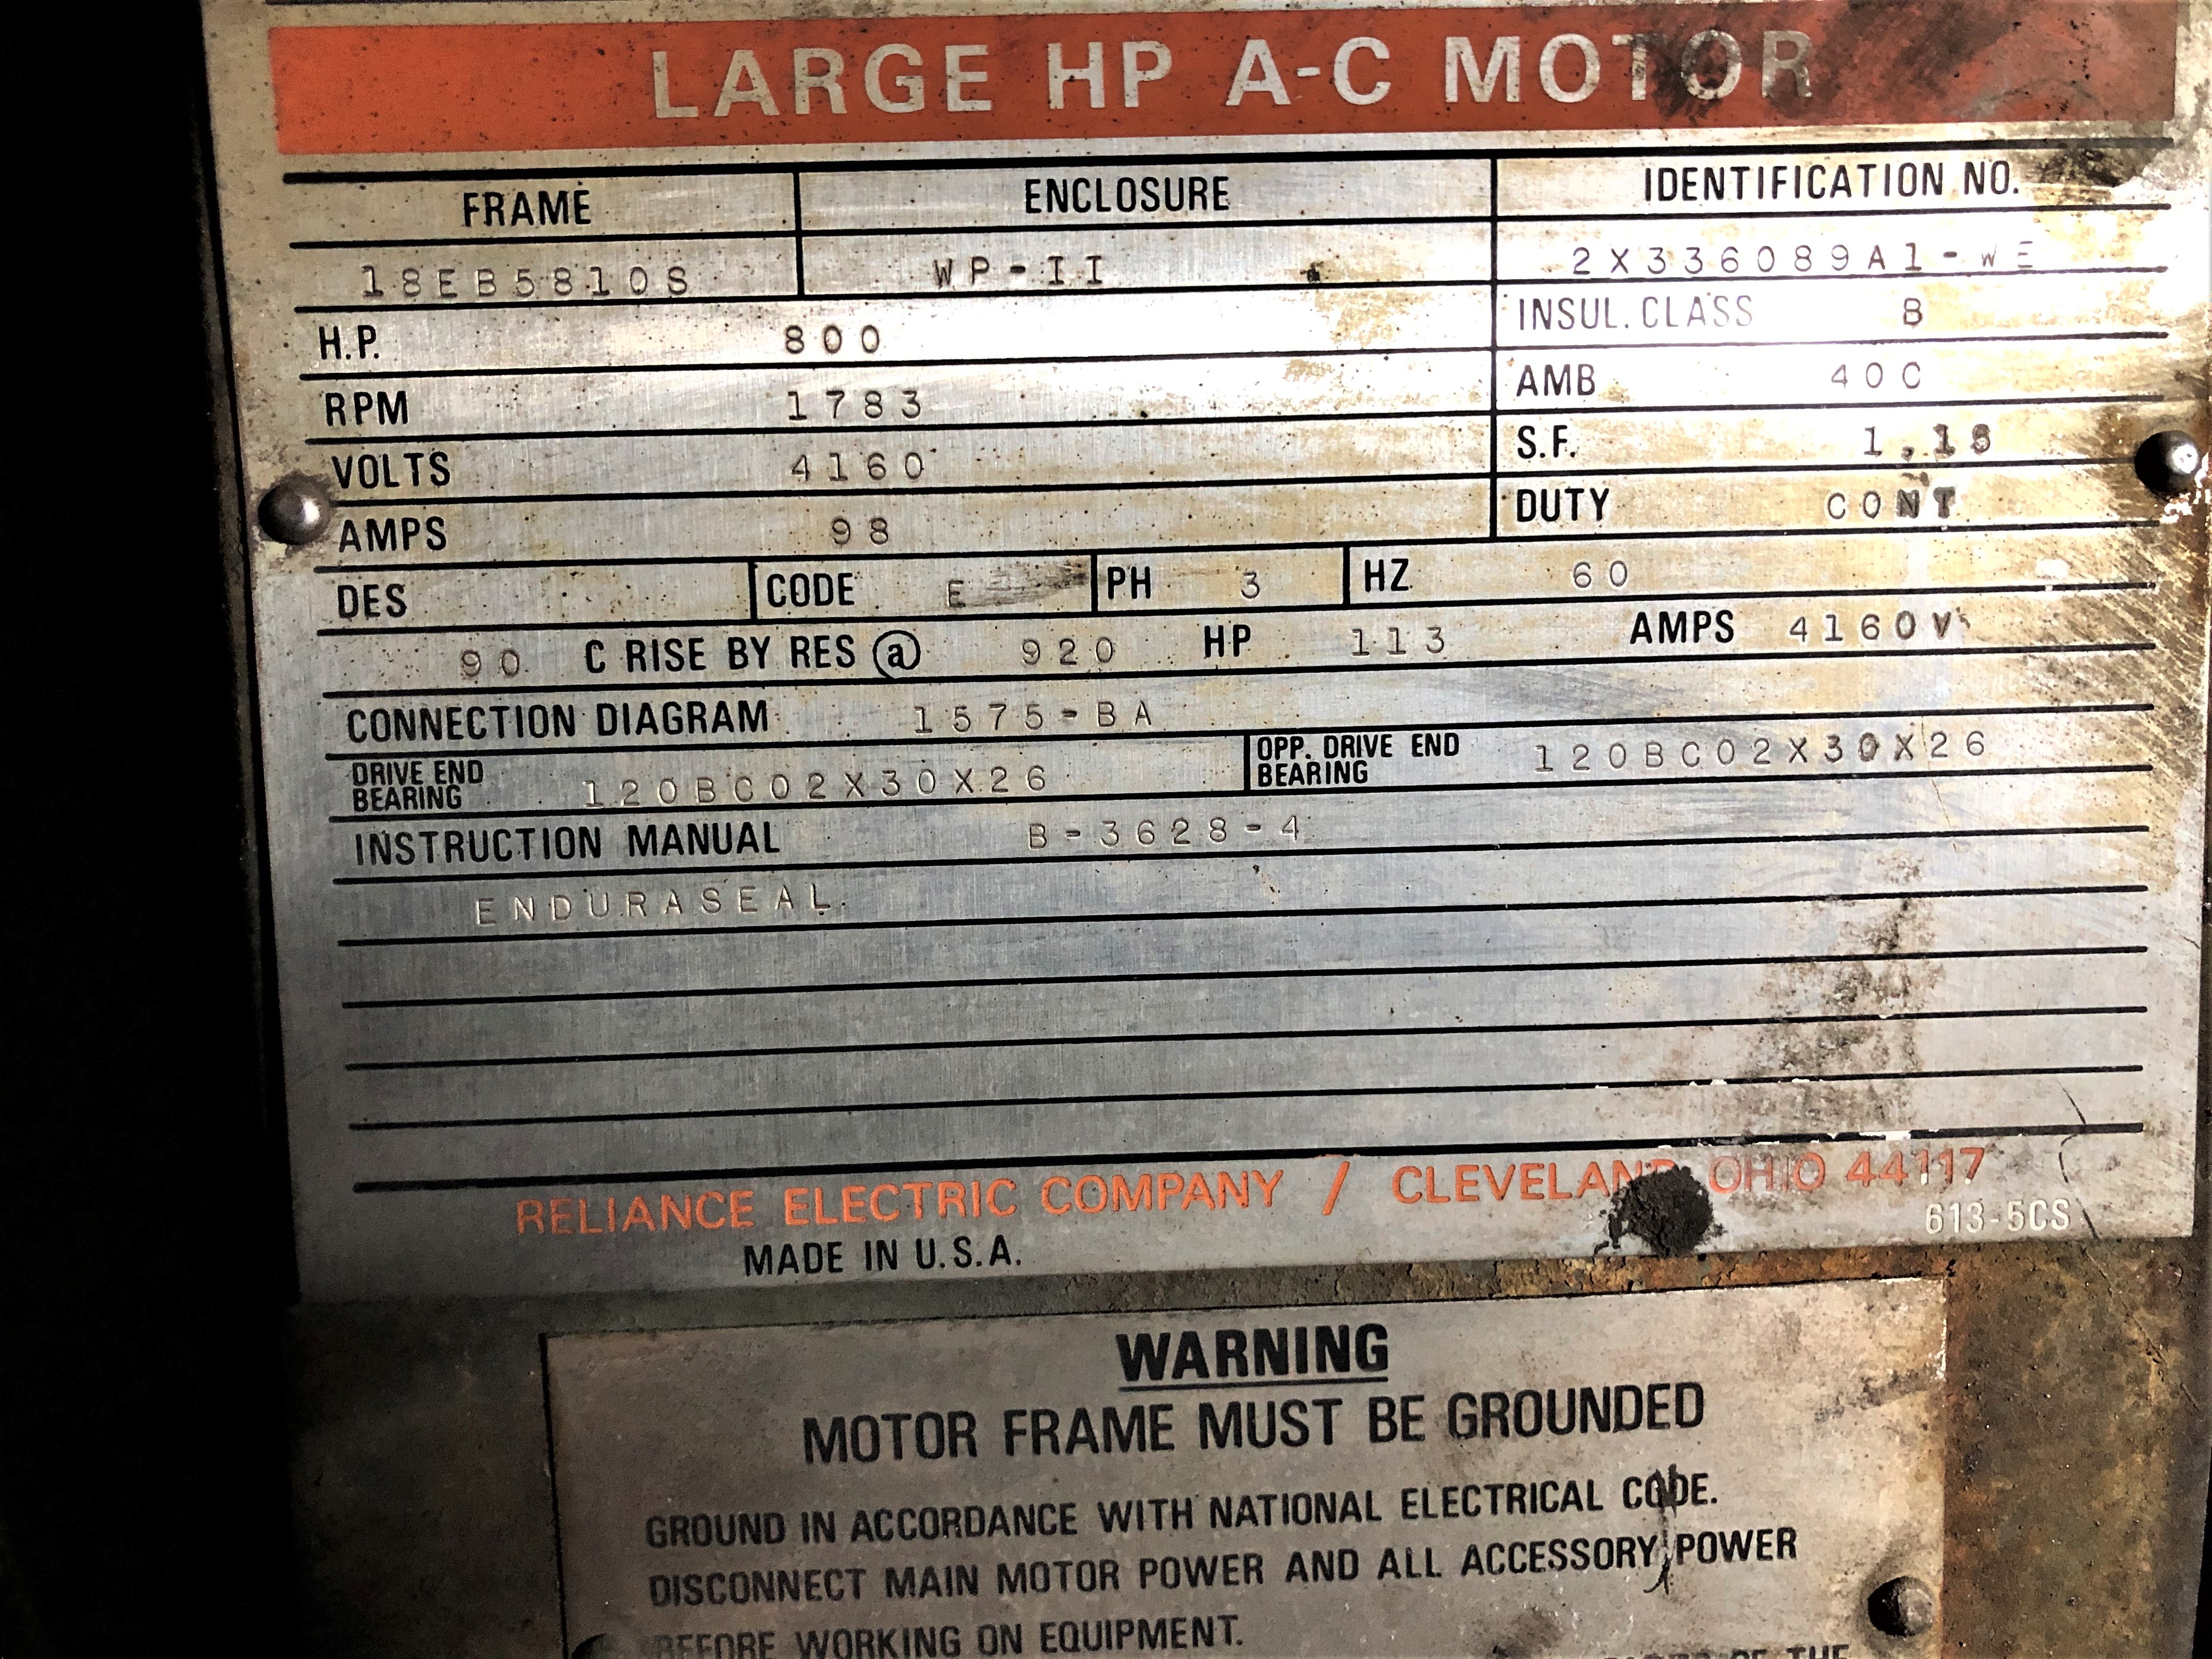 LARGE HP A-C MOTOR
FRAME ENCLOSURE IDENTIFICATION NO.
18EB5810S WP-II 2X336089A1-WE
H.P. 800 INSUL. CLASS B
RPM 1783 AMB 40C
VOLTS 4160 S.F.
AMPS 98 DUTY CONT
DES CODE E PH 3 HZ 60
90 C RISE BY RES @ 920 HP 113 AMPS 4160V
CONNECTION DIAGRAM 1575-BA
DRIVE END BEARING 120BC02X30X26 OPP. DRIVE END BEARING 120BC02X30X26
INSTRUCTION MANUAL B-3628-4
ENDURASEAL
RELIANCE ELECTRIC COMPANY / CLEVELAND OHIO 44117
613-5CS
MADE IN U.S.A.
WARNING
MOTOR FRAME MUST BE GROUNDED
GROUND IN ACCORDANCE WITH NATIONAL ELECTRICAL CODE.
DISCONNECT MAIN MOTOR POWER AND ALL ACCESSORY POWER
BEFORE WORKING ON EQUIPMENT.
OF THE